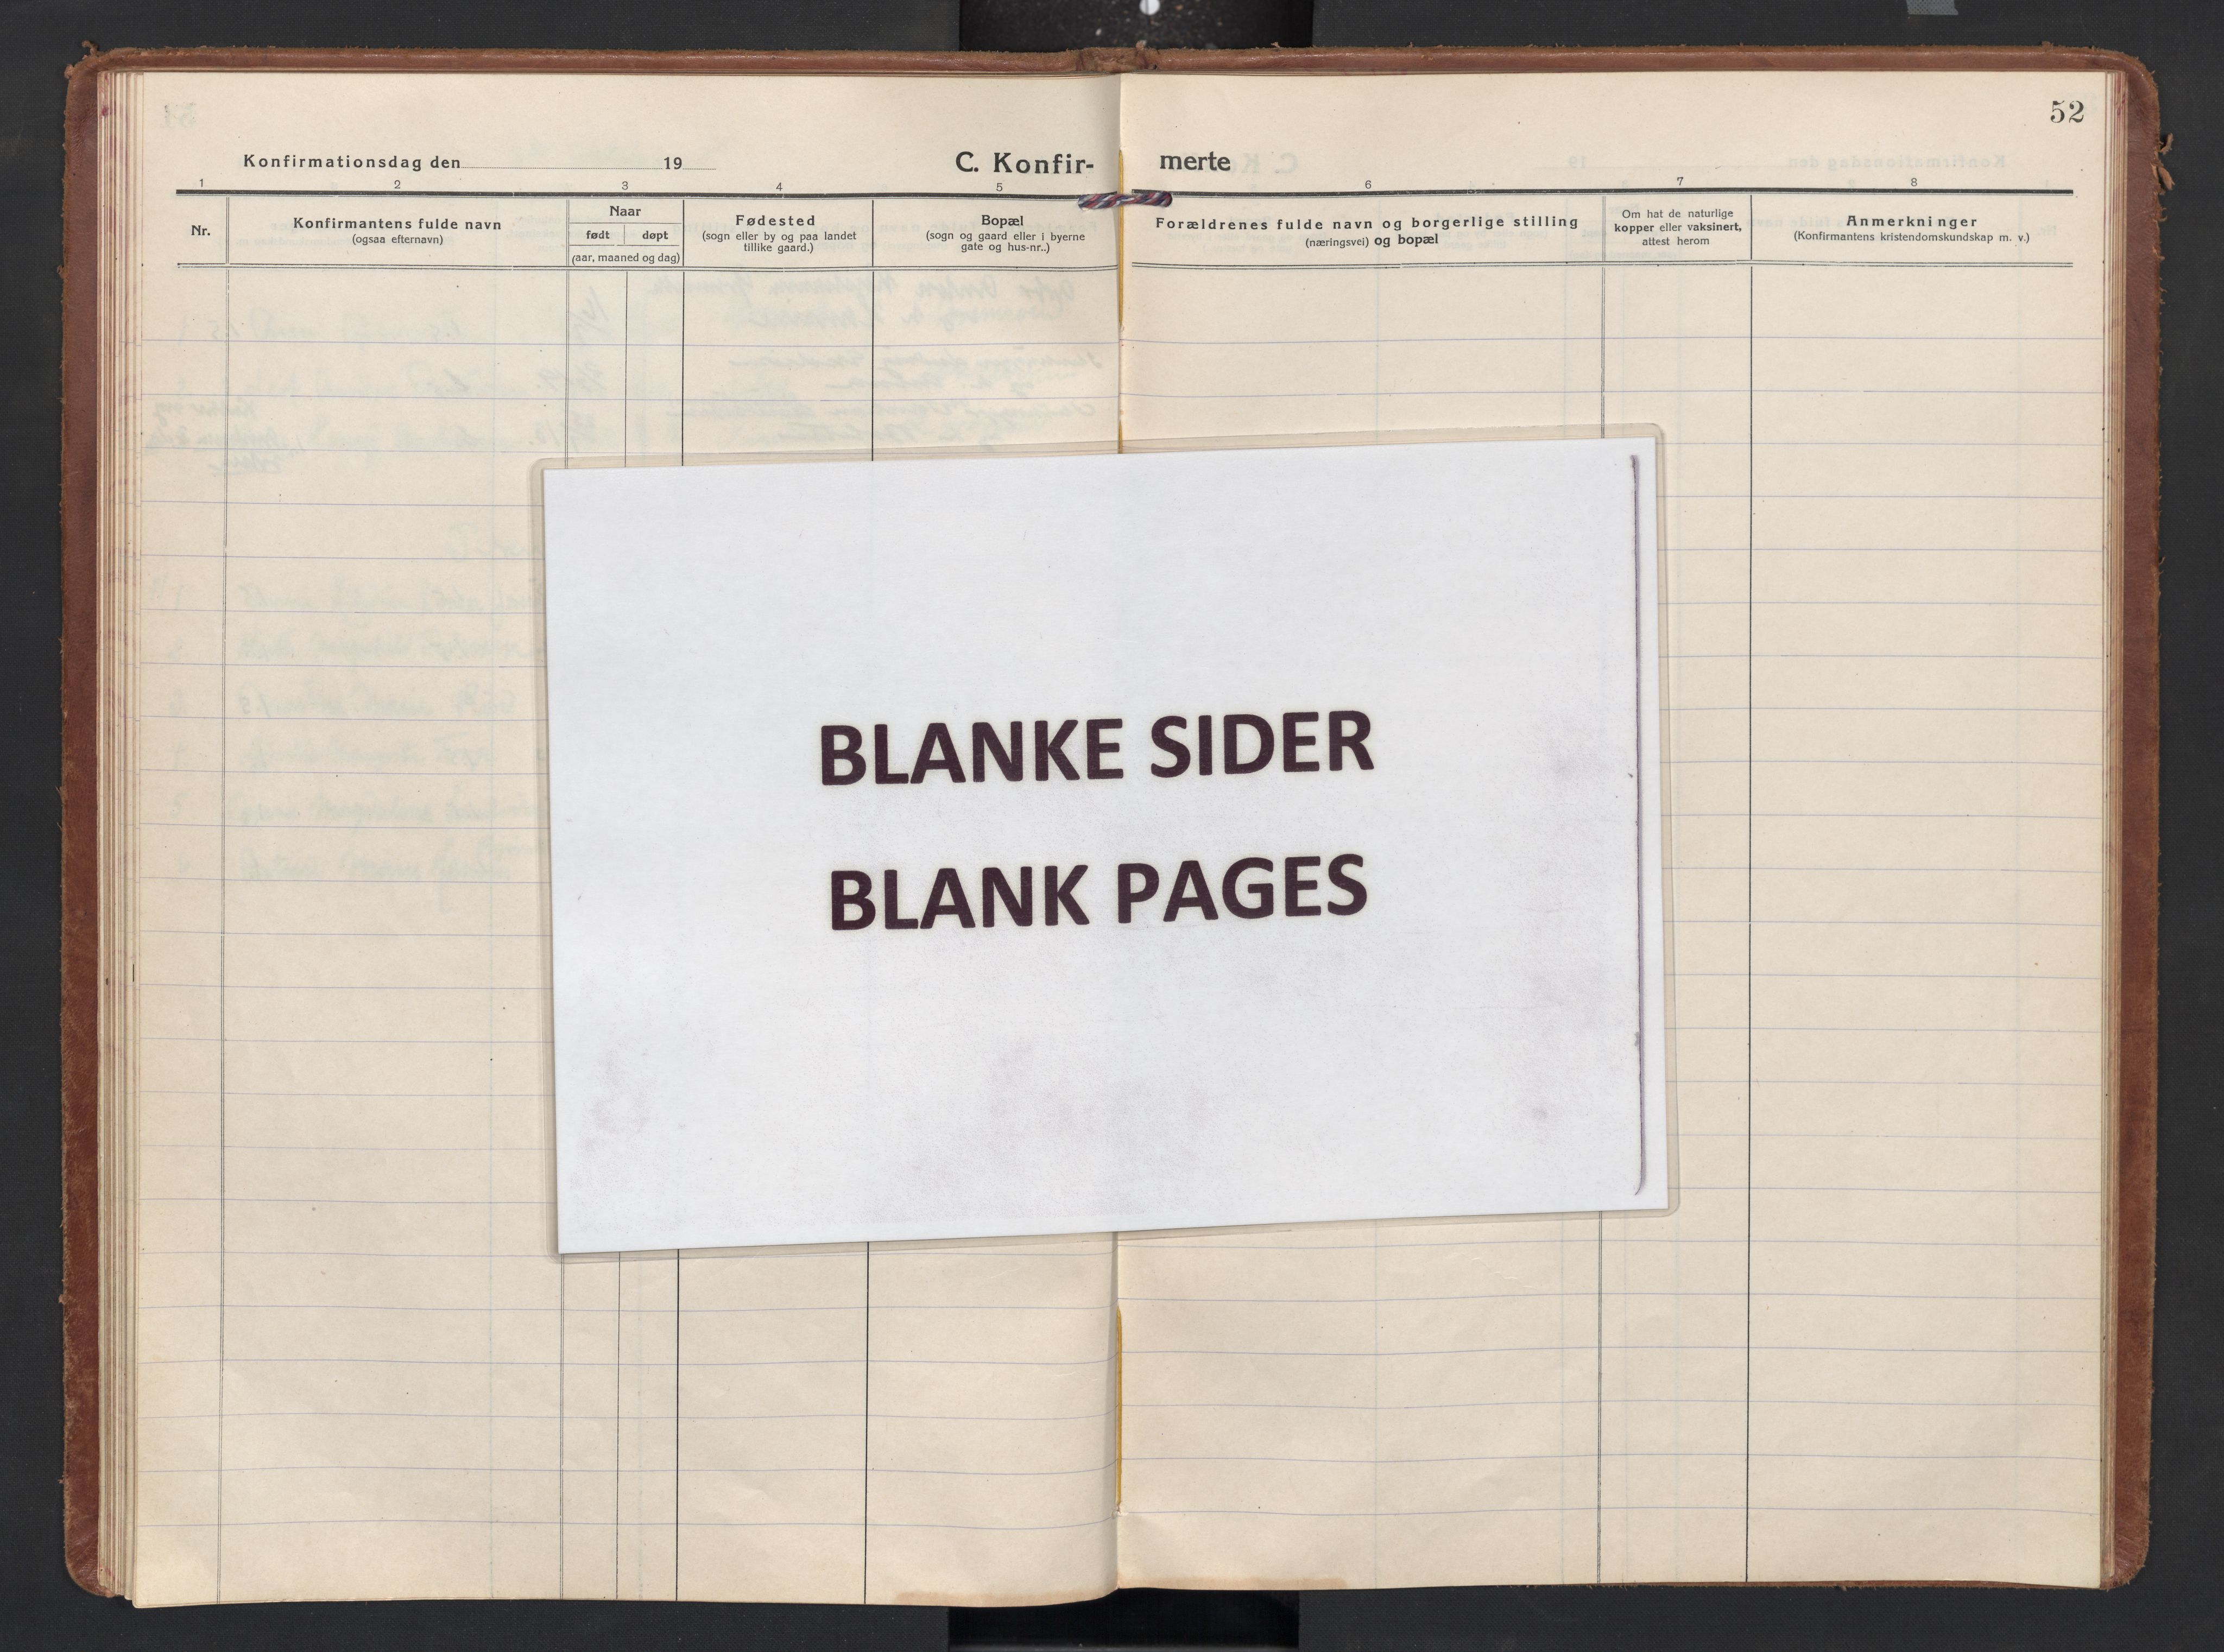 52
Konfirmationsdag den 19
C. Konfir-
merte
1 2 3 4 5 6 7 8
Nr.
Konfirmantens fulde navn
(ogsaa efternavn)
Naar
født døpt
(aar, maaned og dag)
Fødested
(sogn eller by og paa landet
tillike gaard.)
Bopæl
(sogn og gaard eller i byerne
gate og hus-nr..)
Forældrenes fulde navn og borgerlige stilling
(næringsvei) og bopæl
Om hat de naturlige
kopper eller vaksinert,
attest herom
Anmerkninger
(Konfirmantens kristendomskundskap m. v.)
BLANKE SIDER
BLANK PAGES